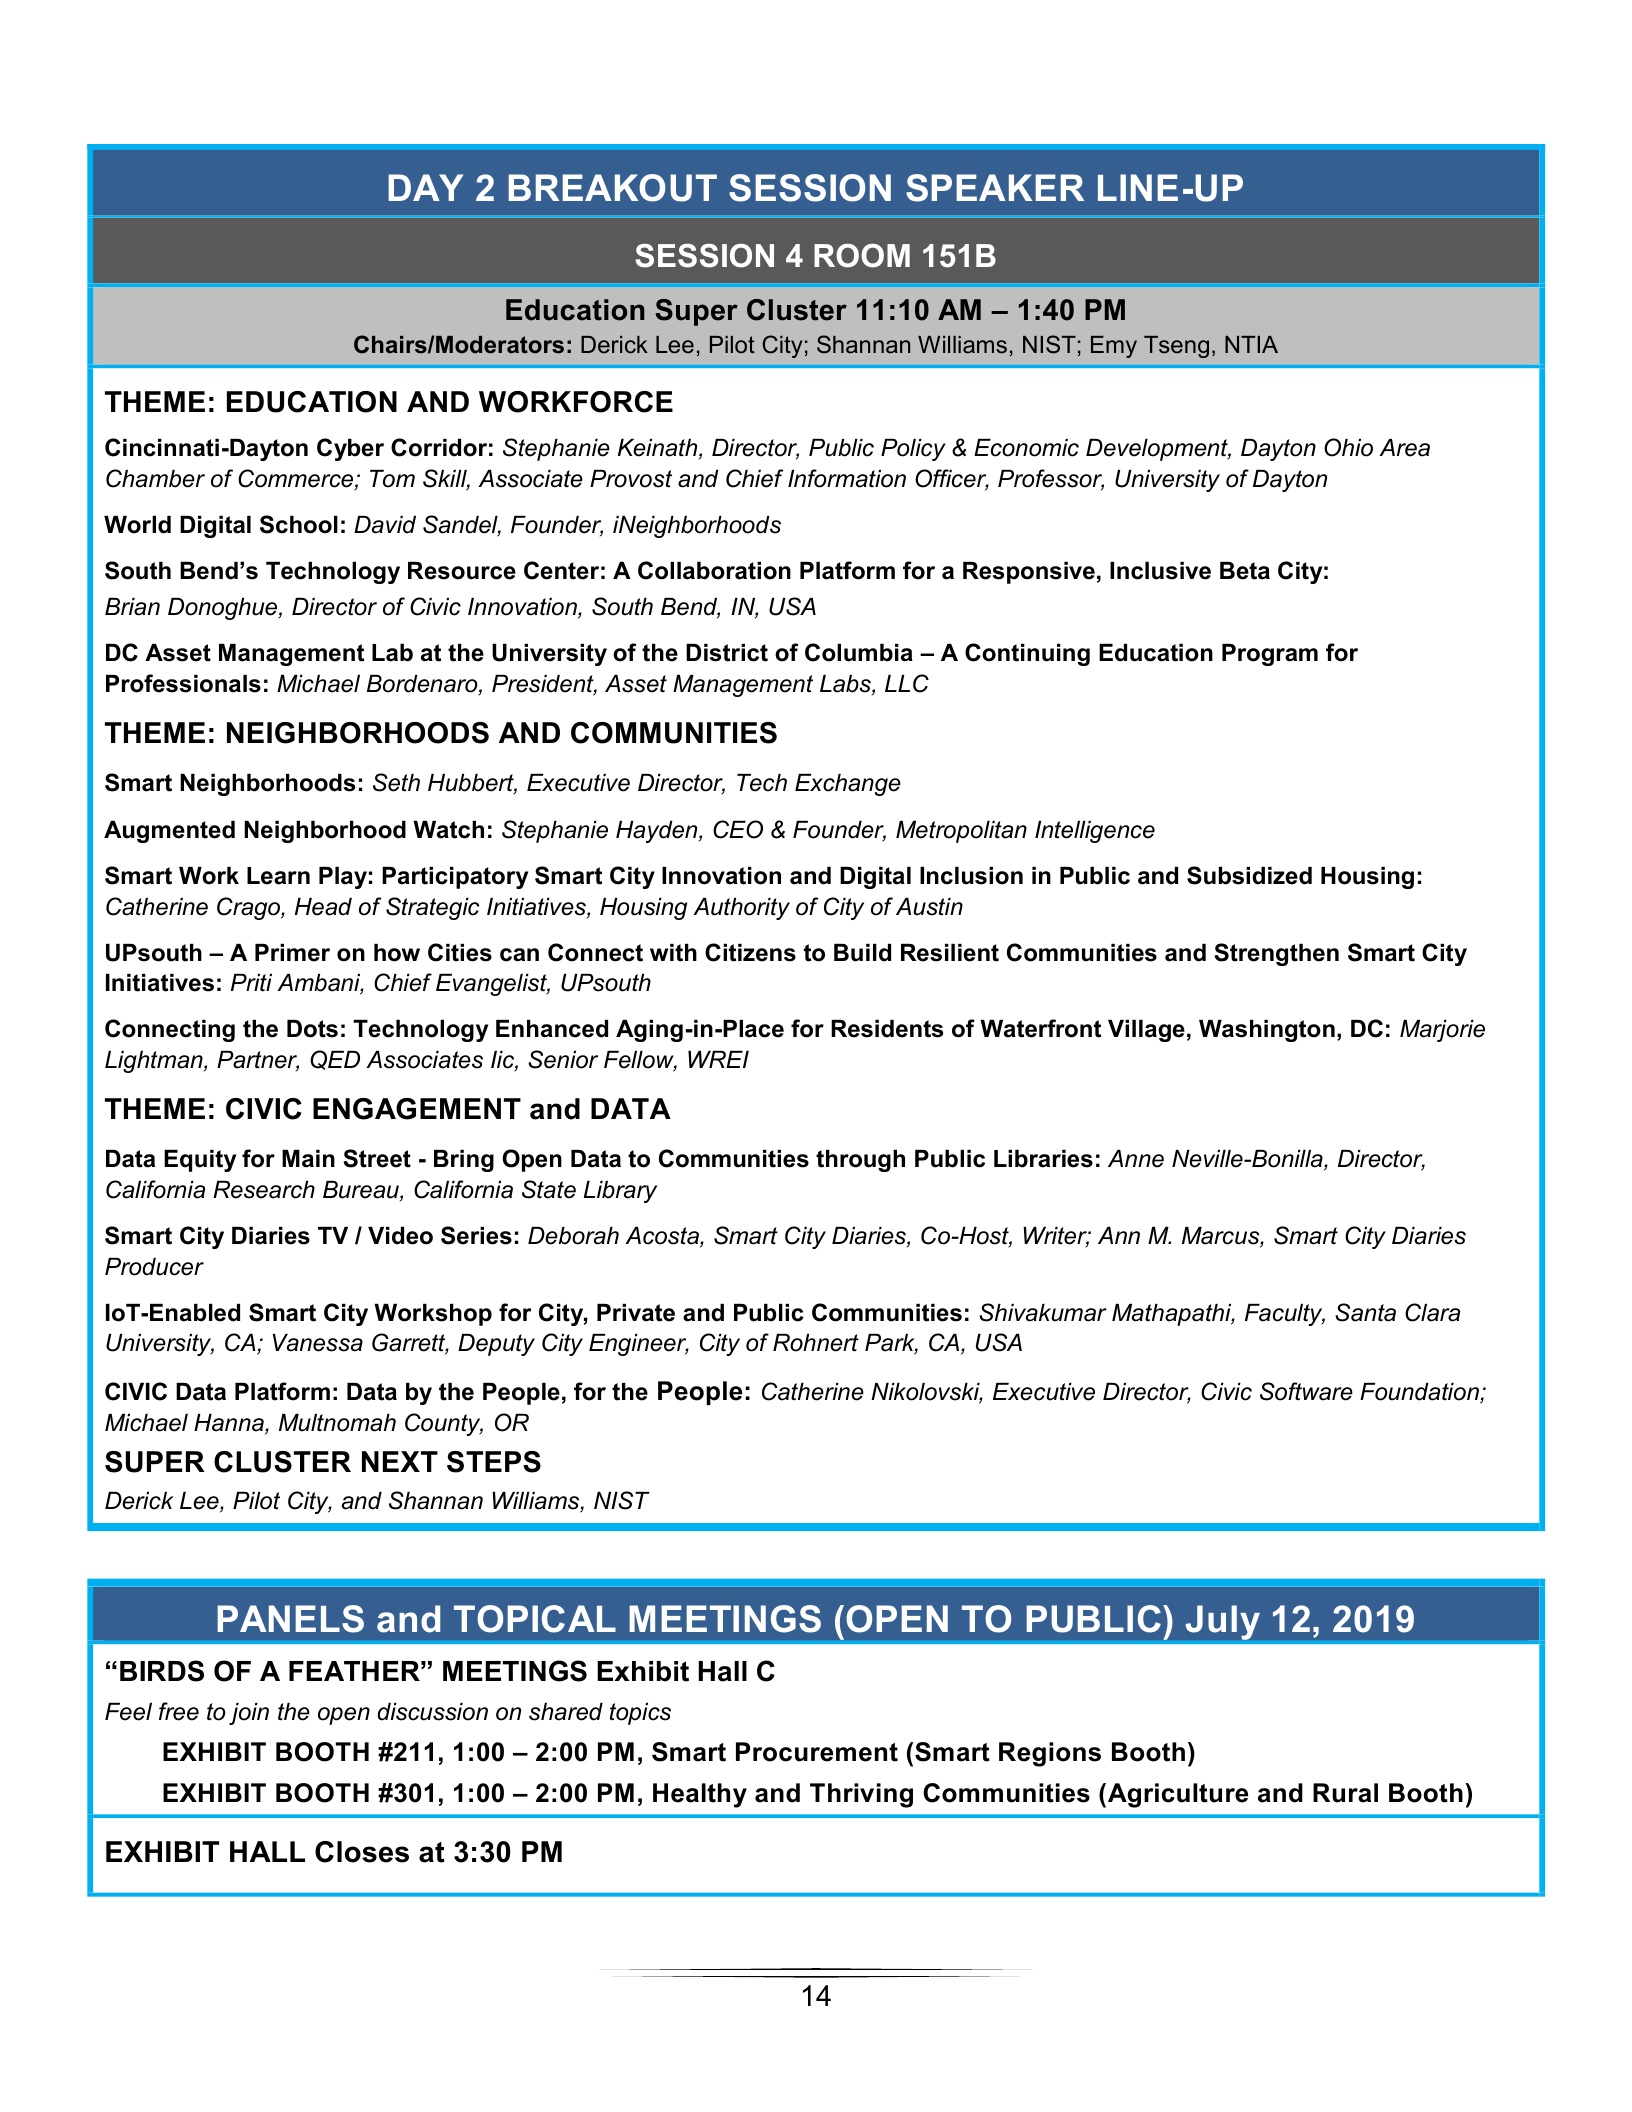 DAY 2 BREAKOUT SESSION SPEAKER LINE-UP
SESSION 4 ROOM 151B
Education Super Cluster 11:10 AM – 1:40 PM
Chairs/Moderators: Derick Lee, Pilot City; Shannan Williams, NIST; Emy Tseng, NTIA
THEME: EDUCATION AND WORKFORCE
Cincinnati-Dayton Cyber Corridor: Stephanie Keinath, Director, Public Policy & Economic Development, Dayton Ohio Area
Chamber of Commerce; Tom Skill, Associate Provost and Chief Information Officer, Professor, University of Dayton
World Digital School: David Sandel, Founder, iNeighborhoods
South Bend’s Technology Resource Center: A Collaboration Platform for a Responsive, Inclusive Beta City:
Brian Donoghue, Director of Civic Innovation, South Bend, IN, USA
DC Asset Management Lab at the University of the District of Columbia – A Continuing Education Program for
Professionals: Michael Bordenaro, President, Asset Management Labs, LLC
THEME: NEIGHBORHOODS AND COMMUNITIES
Smart Neighborhoods: Seth Hubbert, Executive Director, Tech Exchange
Augmented Neighborhood Watch: Stephanie Hayden, CEO & Founder, Metropolitan Intelligence
Smart Work Learn Play: Participatory Smart City Innovation and Digital Inclusion in Public and Subsidized Housing:
Catherine Crago, Head of Strategic Initiatives, Housing Authority of City of Austin
UPsouth – A Primer on how Cities can Connect with Citizens to Build Resilient Communities and Strengthen Smart City
Initiatives: Priti Ambani, Chief Evangelist, UPsouth
Connecting the Dots: Technology Enhanced Aging-in-Place for Residents of Waterfront Village, Washington, DC: Marjorie
Lightman, Partner, QED Associates Iic, Senior Fellow, WREI
THEME: CIVIC ENGAGEMENT and DATA
Data Equity for Main Street - Bring Open Data to Communities through Public Libraries: Anne Neville-Bonilla, Director,
California Research Bureau, California State Library
Smart City Diaries TV / Video Series: Deborah Acosta, Smart City Diaries, Co-Host, Writer; Ann M. Marcus, Smart City Diaries
Producer
IoT-Enabled Smart City Workshop for City, Private and Public Communities: Shivakumar Mathapathi, Faculty, Santa Clara
University, CA; Vanessa Garrett, Deputy City Engineer, City of Rohnert Park, CA, USA
CIVIC Data Platform: Data by the People, for the People: Catherine Nikolovski, Executive Director, Civic Software Foundation;
Michael Hanna, Multnomah County, OR
SUPER CLUSTER NEXT STEPS
Derick Lee, Pilot City, and Shannan Williams, NIST
PANELS and TOPICAL MEETINGS (OPEN TO PUBLIC) July 12, 2019
“BIRDS OF A FEATHER” MEETINGS Exhibit Hall C
Feel free to join the open discussion on shared topics
EXHIBIT BOOTH #211, 1:00 – 2:00 PM, Smart Procurement (Smart Regions Booth)
EXHIBIT BOOTH #301, 1:00 – 2:00 PM, Healthy and Thriving Communities (Agriculture and Rural Booth)
EXHIBIT HALL Closes at 3:30 PM
14